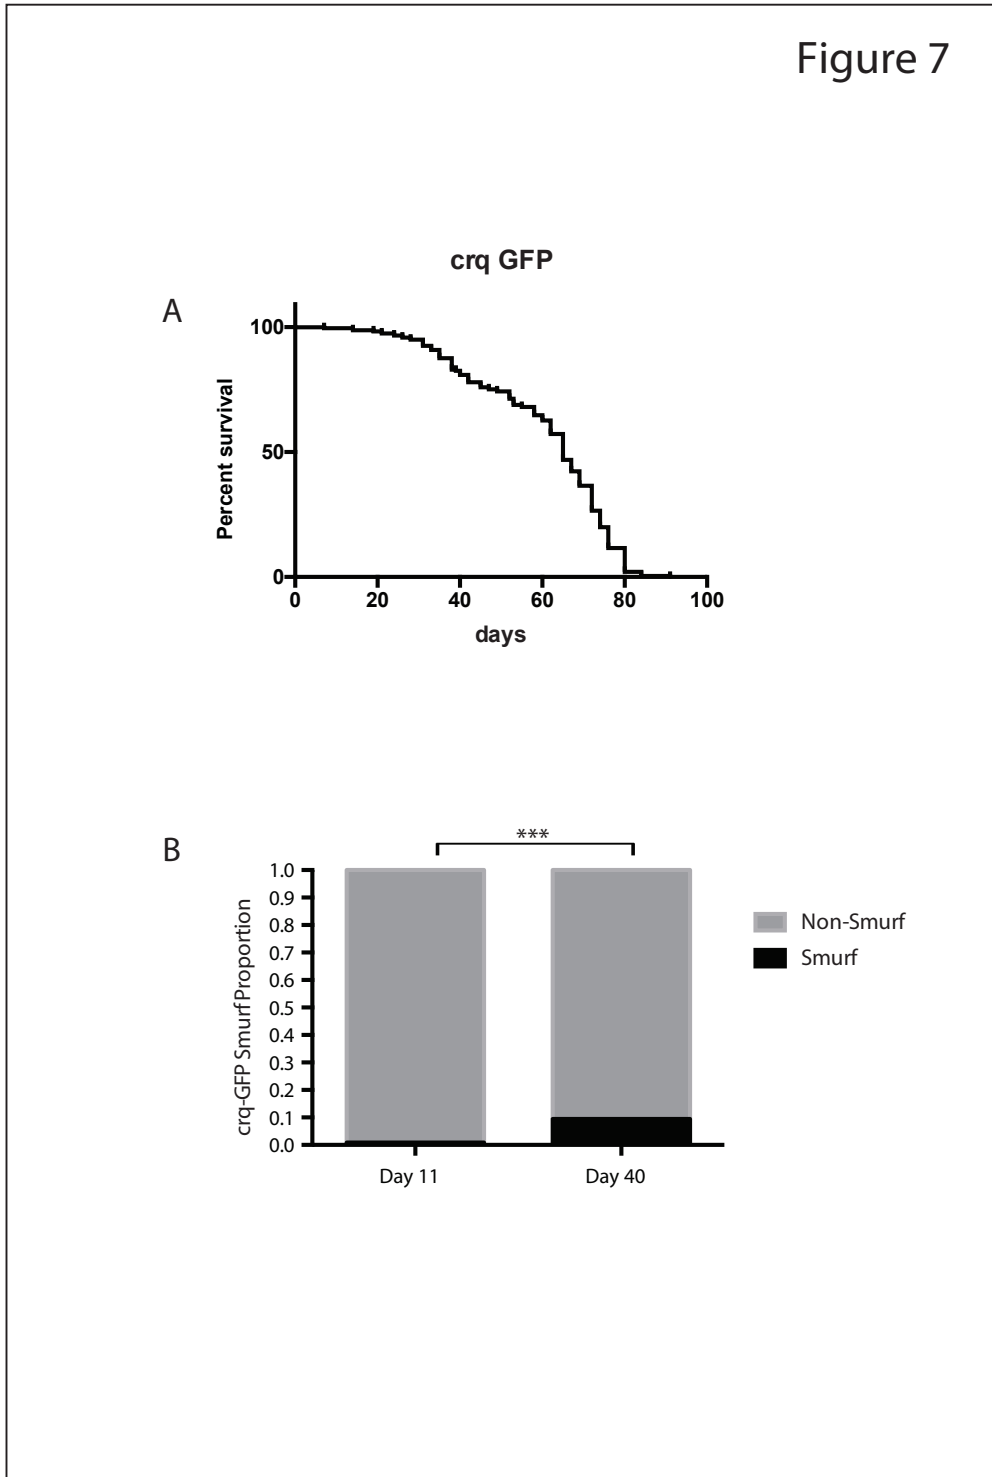 Figure 7
crq GFP
A
Percent survival
100
50
0
0 20 40 60 80 100
days
B
***
crq-GFP Smurf Proportion
1.0
0.9
0.8
0.7
0.6
0.5
0.4
0.3
0.2
0.1
0.0
Day 11 Day 40
Non-Smurf
Smurf